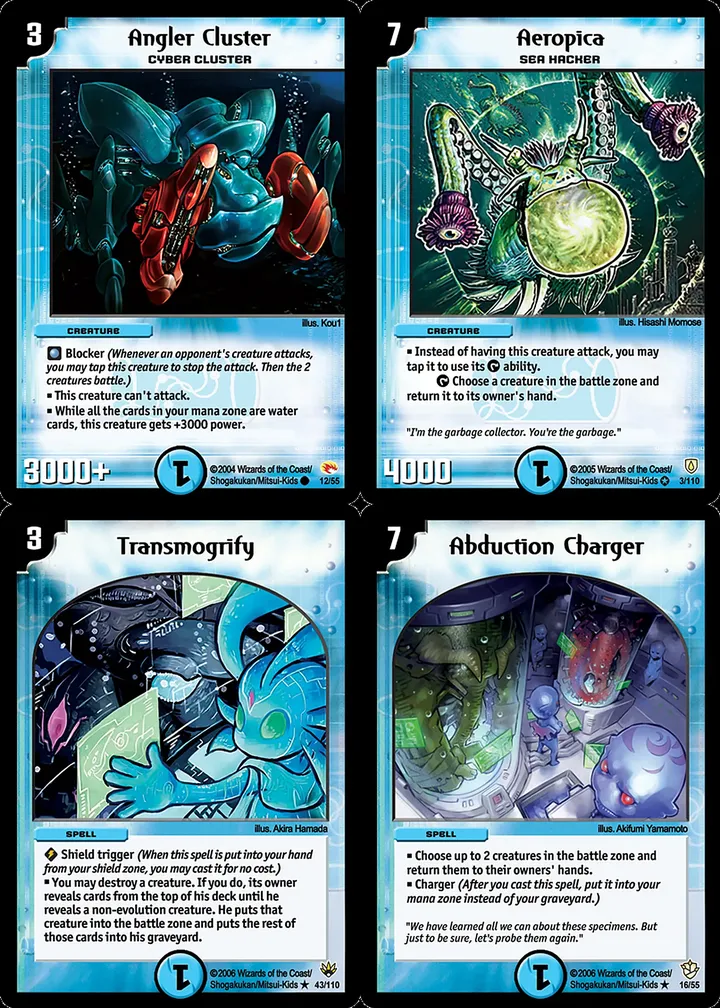 3
Angler Cluster
CYBER CLUSTER
illus. Kou1
CREATURE
Blocker (Whenever an opponent's creature attacks,
you may tap this creature to stop the attack. Then the 2
creatures battle.)
▪ This creature can't attack.
▪ While all the cards in your mana zone are water
cards, this creature gets +3000 power.
3000+
©2004 Wizards of the Coast/
Shogakukan/Mitsui-Kids ● 12/55
7
Aeropica
SEA HACKER
illus. Hisashi Momose
CREATURE
▪ Instead of having this creature attack, you may
tap it to use its ability.
Choose a creature in the battle zone and
return it to its owner's hand.
"I'm the garbage collector. You're the garbage."
4000
©2005 Wizards of the Coast/
Shogakukan/Mitsui-Kids ✪ 3/110
3
Transmogrify
illus. Akira Hamada
SPELL
Shield trigger (When this spell is put into your hand
from your shield zone, you may cast it for no cost.)
▪ You may destroy a creature. If you do, its owner
reveals cards from the top of his deck until he
reveals a non-evolution creature. He puts that
creature into the battle zone and puts the rest of
those cards into his graveyard.
©2006 Wizards of the Coast/
Shogakukan/Mitsui-Kids ★ 43/110
7
Abduction Charger
illus. Akifumi Yamamoto
SPELL
▪ Choose up to 2 creatures in the battle zone and
return them to their owners' hands.
▪ Charger (After you cast this spell, put it into your
mana zone instead of your graveyard.)
"We have learned all we can about these specimens. But
just to be sure, let's probe them again."
©2006 Wizards of the Coast/
Shogakukan/Mitsui-Kids ★ 16/55